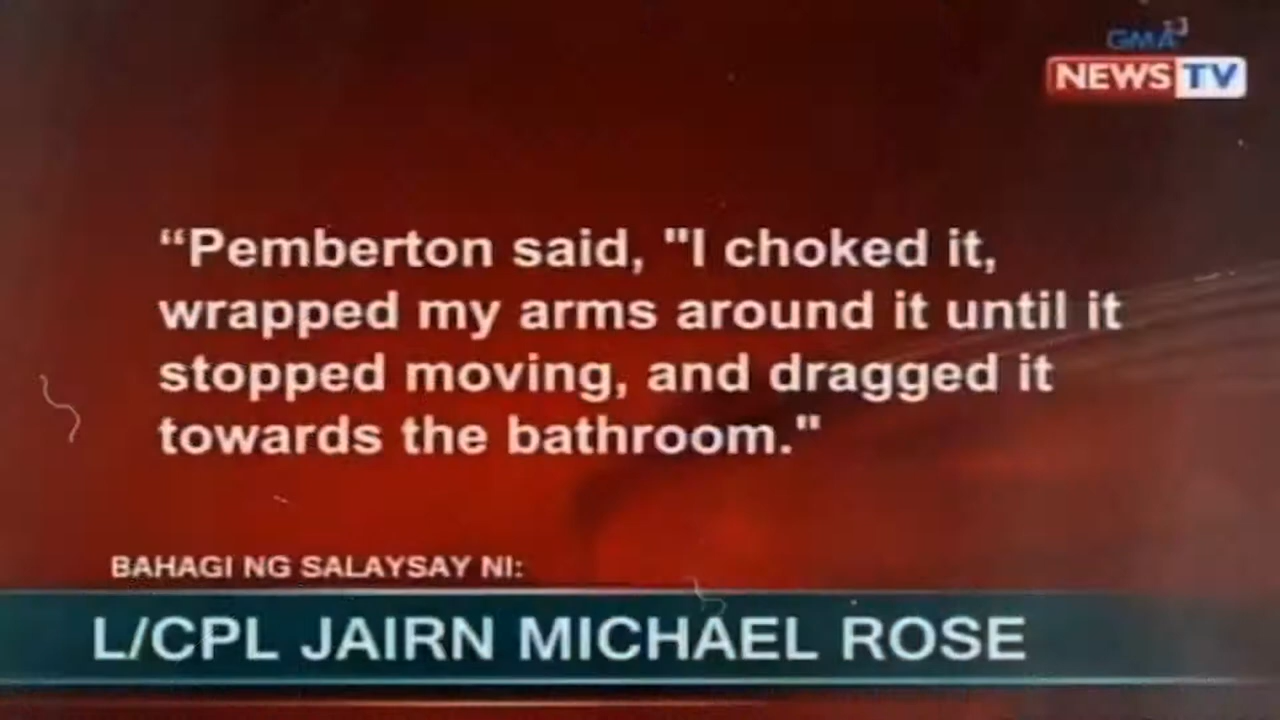 GMA
NEWS TV
“Pemberton said, "I choked it,
wrapped my arms around it until it
stopped moving, and dragged it
towards the bathroom."
BAHAGI NG SALAYSAY NI:
L/CPL JAIRN MICHAEL ROSE